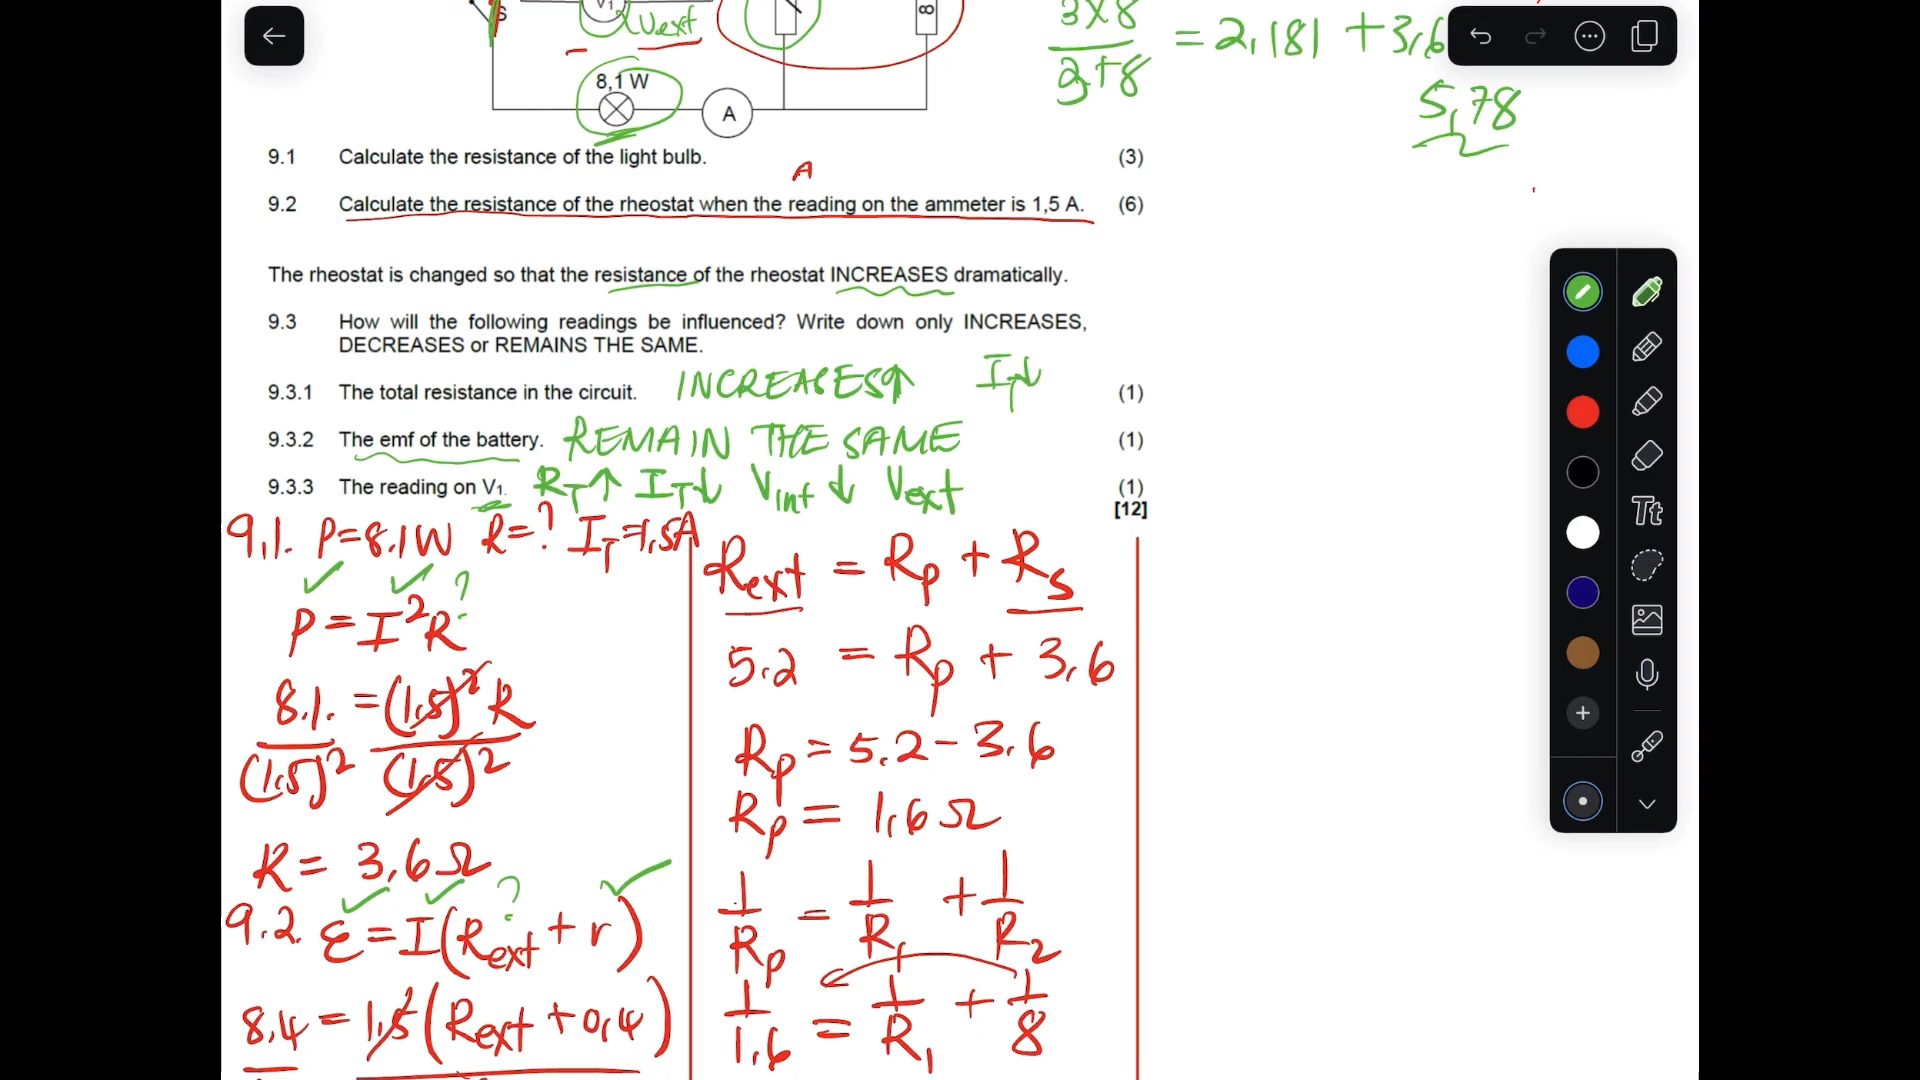 S
V1
Vext
8
3×8
3+8
= 2,181 + 3,6
5,78
8,1 W
A
9.1 Calculate the resistance of the light bulb. (3)
A
9.2 Calculate the resistance of the rheostat when the reading on the ammeter is 1,5 A. (6)
The rheostat is changed so that the resistance of the rheostat INCREASES dramatically.
9.3 How will the following readings be influenced? Write down only INCREASES,
DECREASES or REMAINS THE SAME.
9.3.1 The total resistance in the circuit. INCREASES↑ IT↓ (1)
9.3.2 The emf of the battery. REMAIN THE SAME (1)
9.3.3 The reading on V1. RT↑ IT↓ Vint ↓ Vext (1)
[12]
9.1. P=8.1W R=? IT=1,5A
P=I²R ?
8.1. = (1,5)² R
(1,5)² (1,5)²
R= 3,6Ω
9.2. ε=I(Rext + r) ?
8.4 = 1,5(Rext + 0,4)
Rext = Rp + Rs
5.2 = Rp + 3,6
Rp = 5.2 - 3.6
Rp = 1,6Ω
1/Rp = 1/R1 + 1/R2
1/1.6 = 1/R1 + 1/8
Tt